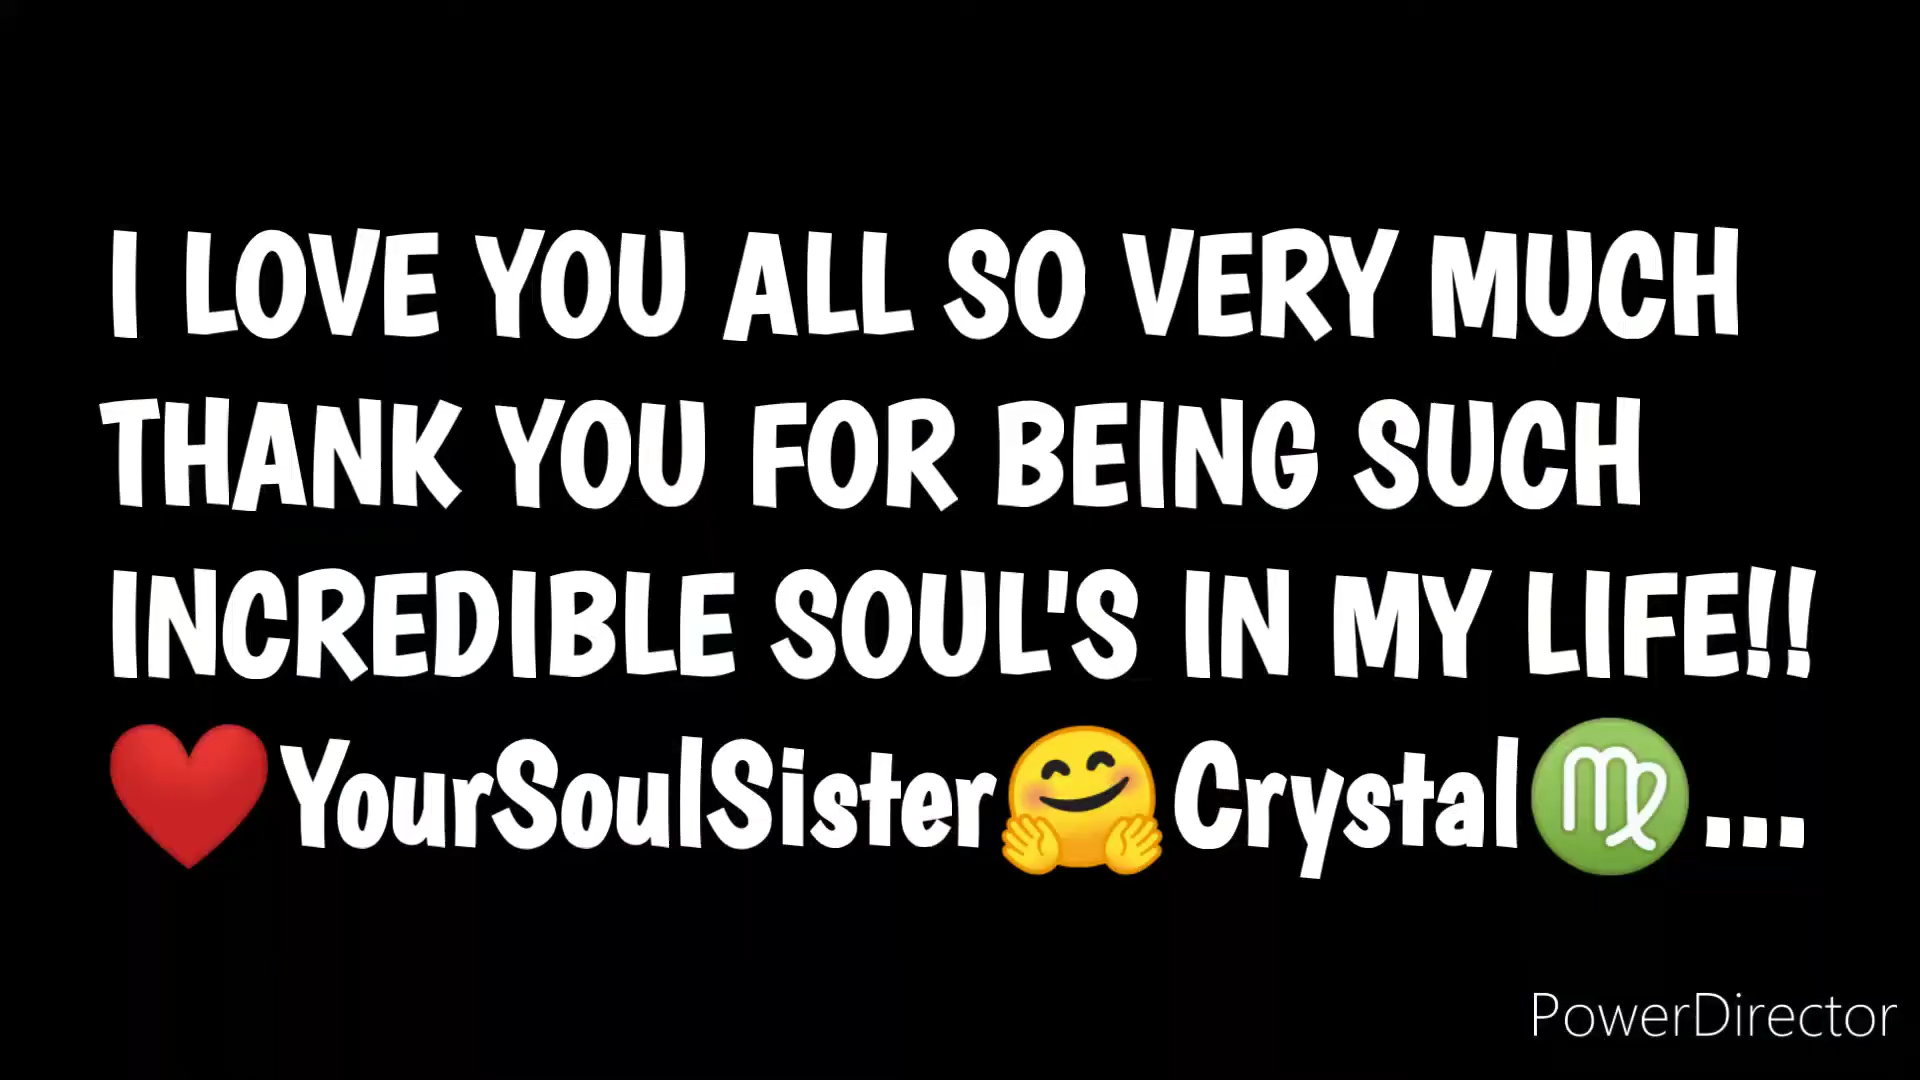 I LOVE YOU ALL SO VERY MUCH
THANK YOU FOR BEING SUCH
INCREDIBLE SOUL'S IN MY LIFE!!
❤️YourSoulSister🤗Crystal♍...
PowerDirector